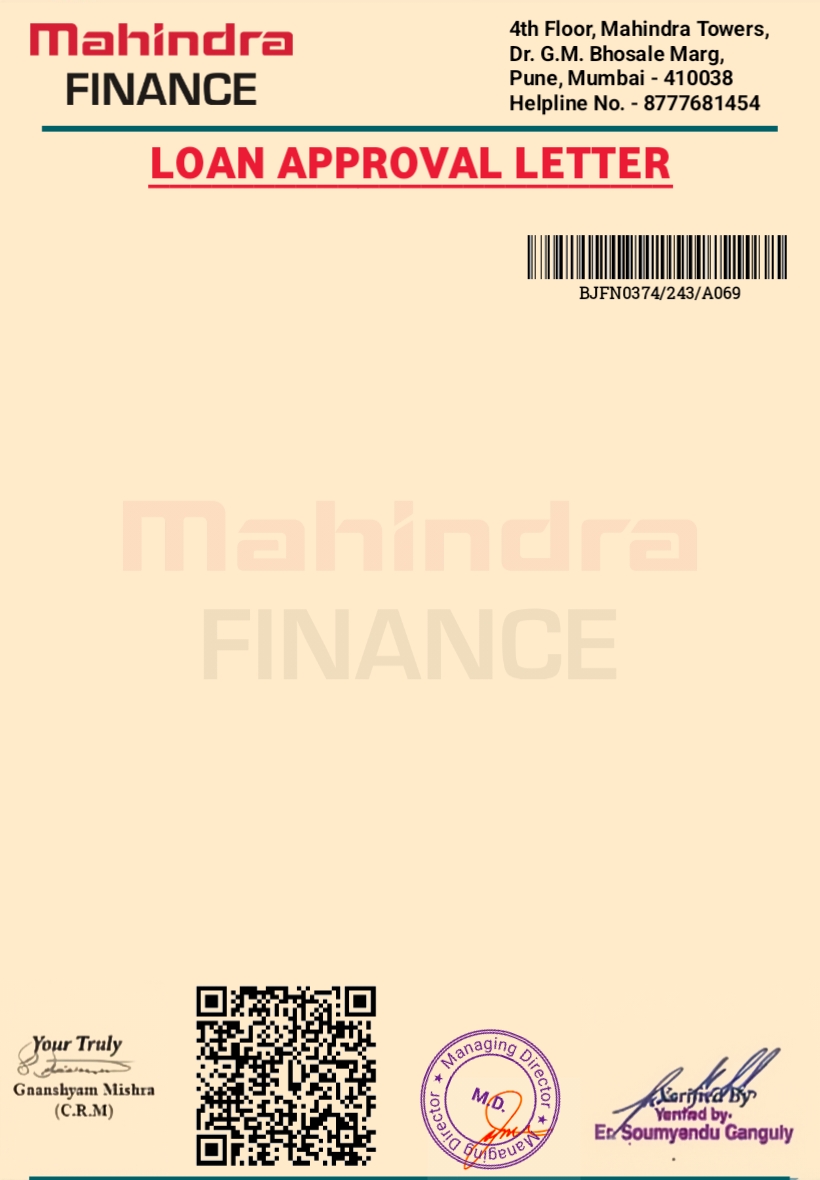 Mahindra
FINANCE
4th Floor, Mahindra Towers,
Dr. G.M. Bhosale Marg,
Pune, Mumbai - 410038
Helpline No. - 8777681454
LOAN APPROVAL LETTER
BJFN0374/243/A069
Mahindra
FINANCE
Your Truly
Gnanshyam Mishra
(C.R.M)
★ Managing Director ★ Managing Director
M.D.
Verified By
Verified by.
Er. Soumyendu Ganguly